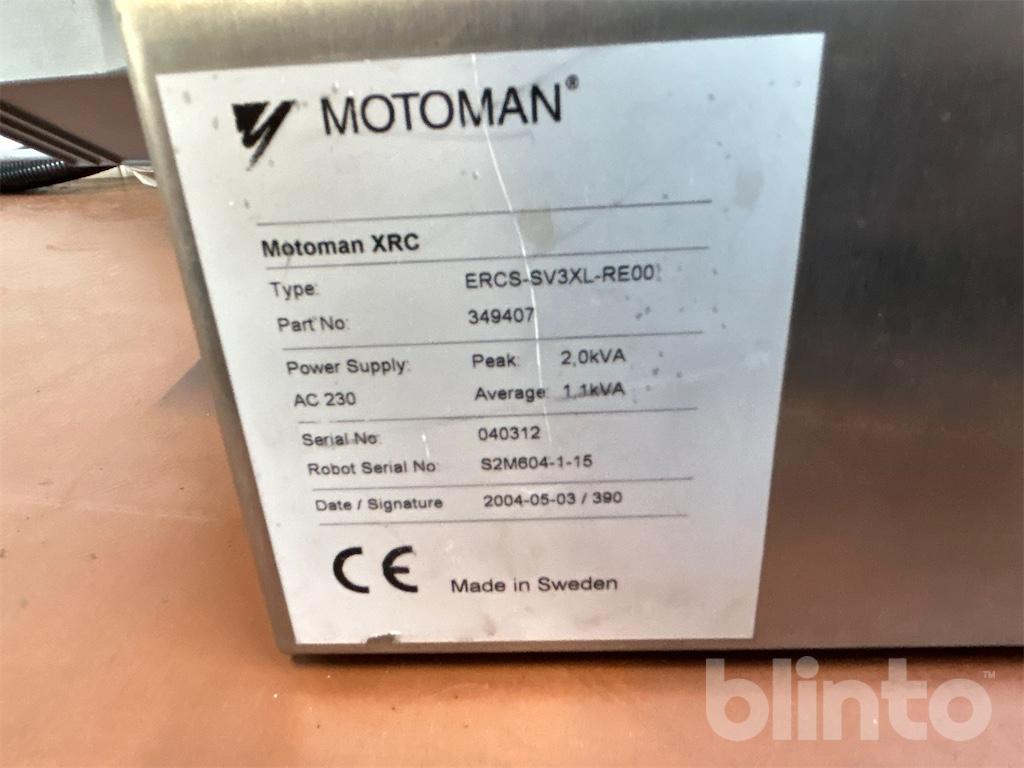 MOTOMAN®
Motoman XRC
Type: ERCS-SV3XL-RE00
Part No: 349407
Power Supply: Peak: 2,0kVA
AC 230 Average: 1,1kVA
Serial No: 040312
Robot Serial No: S2M604-1-15
Date / Signature 2004-05-03 / 390
CE Made in Sweden
blinto™